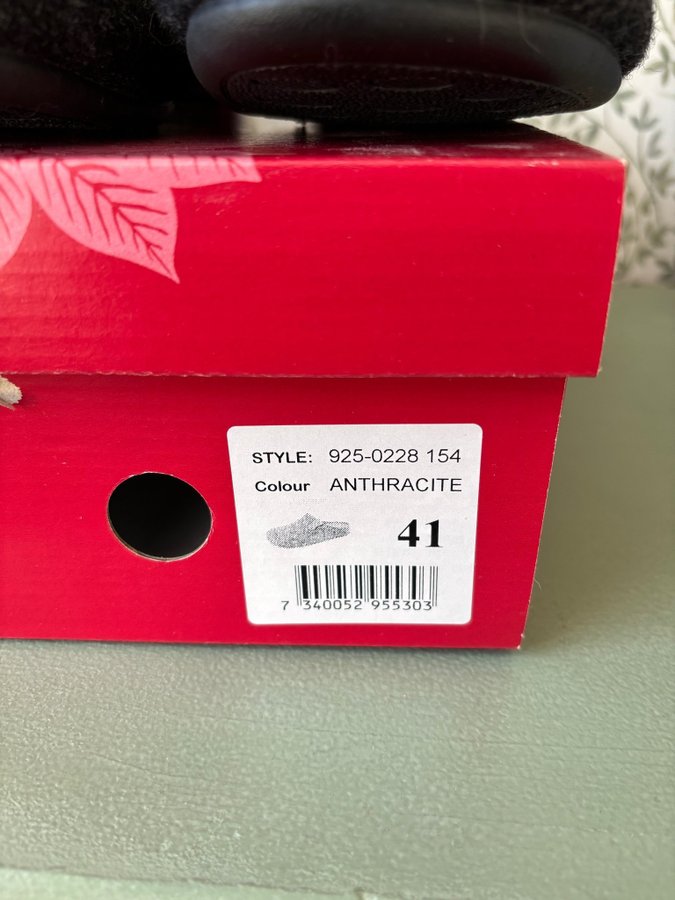 STYLE: 925-0228 154
Colour ANTHRACITE
41
7 340052 955303